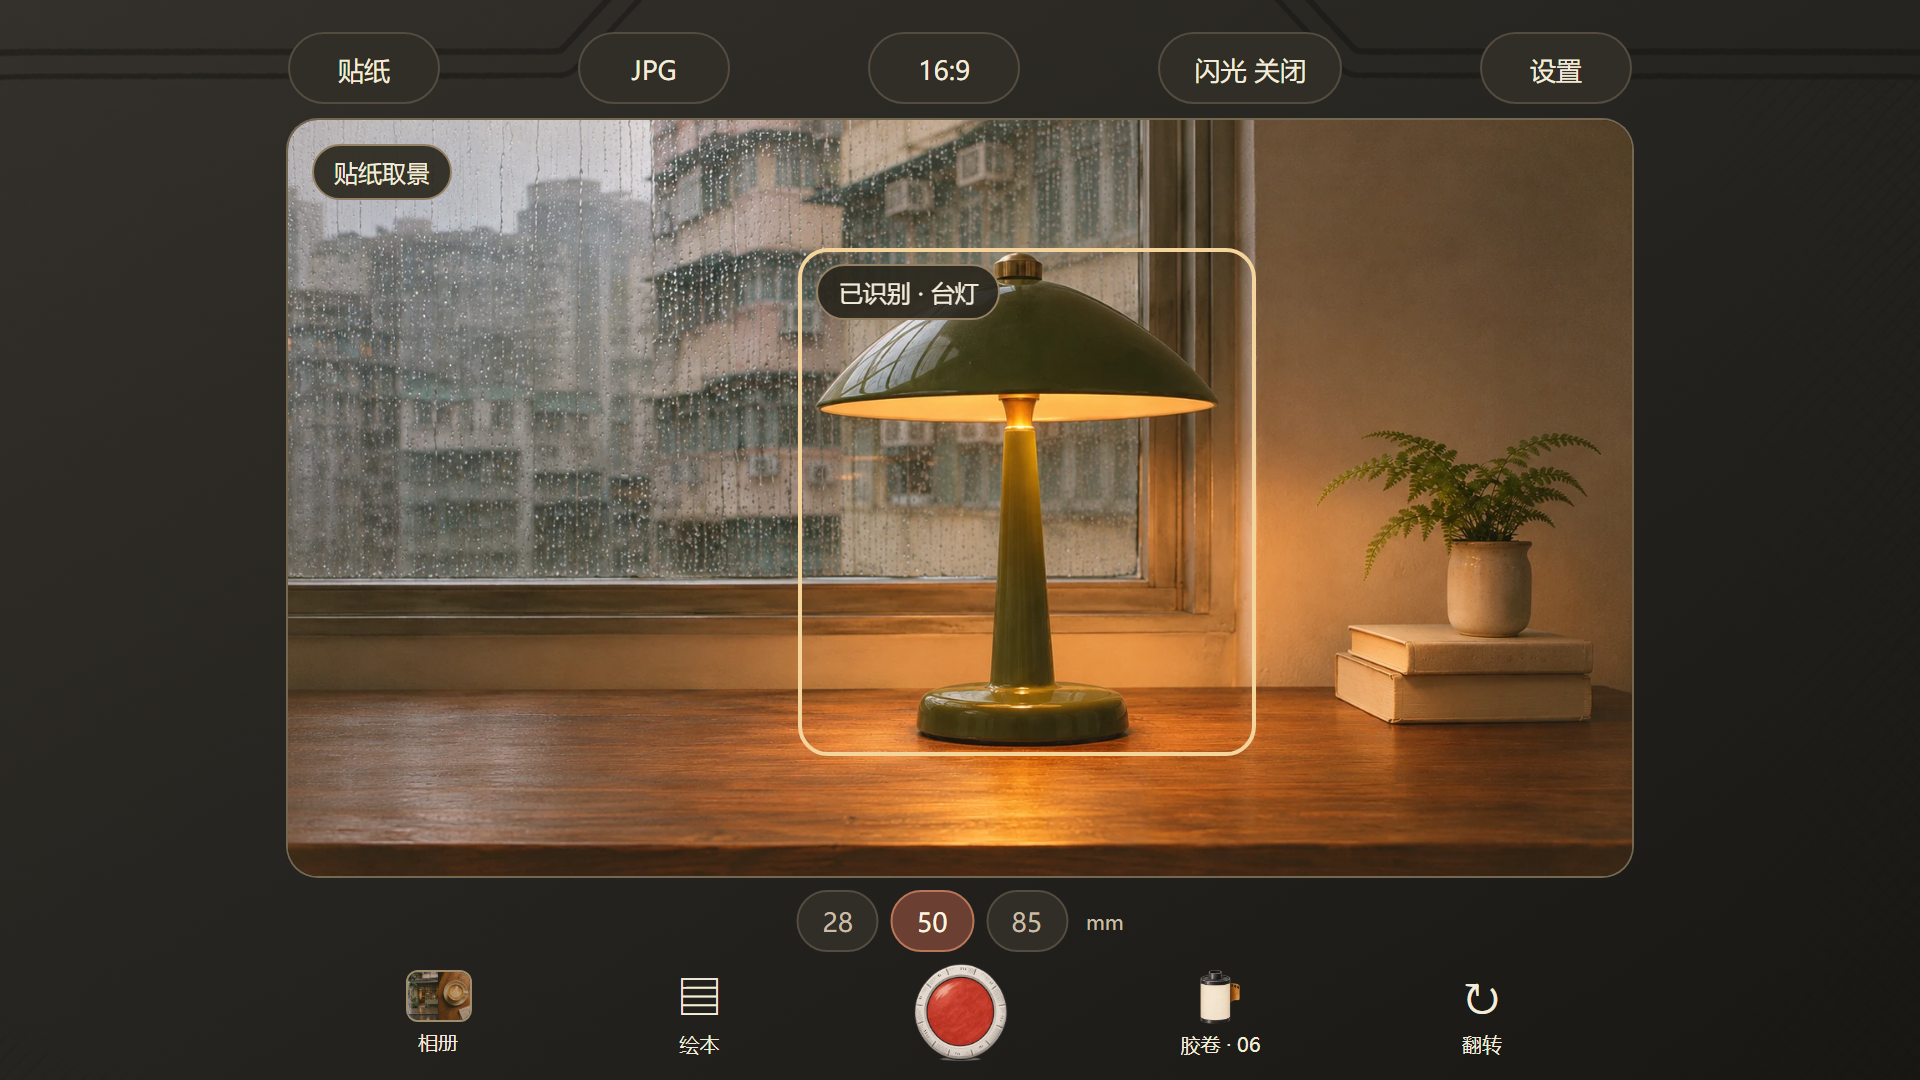 贴纸
JPG
16:9
闪光 关闭
设置
贴纸取景
已识别 · 台灯
28
50
85
mm
相册
绘本
胶卷 · 06
翻转